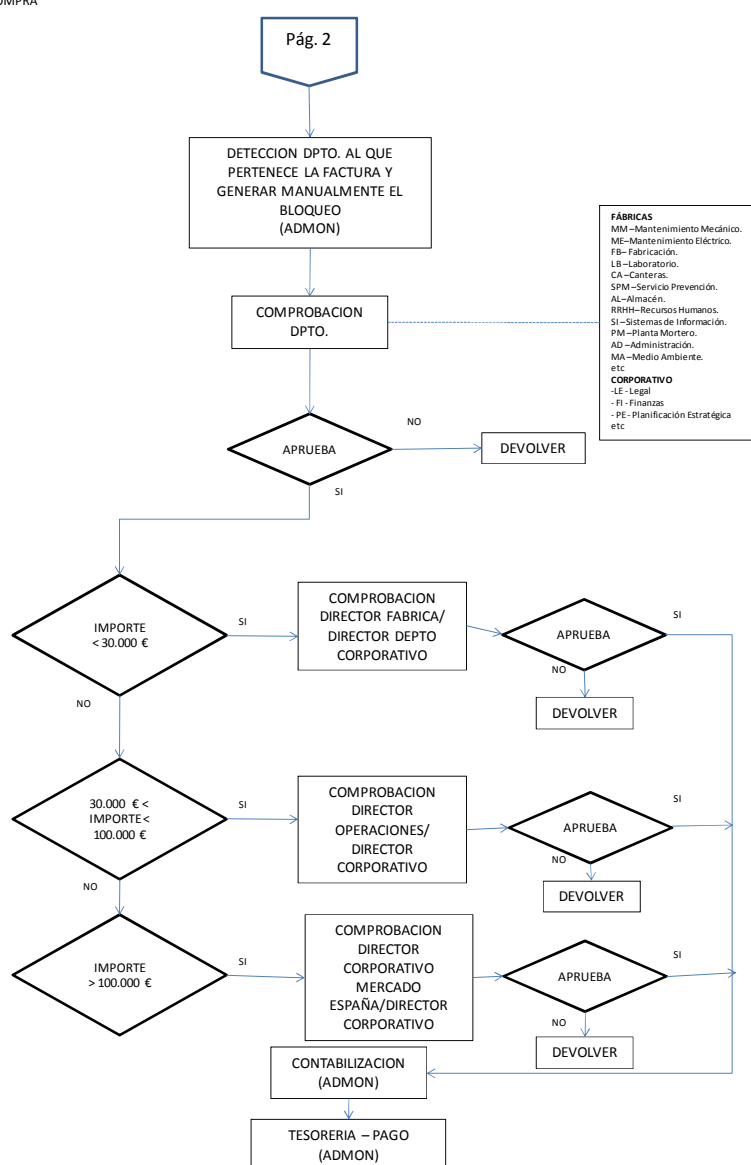 OMPRA
Pág. 2
DETECCION DPTO. AL QUE
PERTENECE LA FACTURA Y
GENERAR MANUALMENTE EL
BLOQUEO
(ADMON)
FÁBRICAS
MM –Mantenimiento Mecánico.
ME–Mantenimiento Eléctrico.
FB– Fabricación.
LB – Laboratorio.
CA – Canteras.
SPM –Servicio Prevención.
AL–Almacén.
RRHH–Recursos Humanos.
SI –Sistemas de Información.
PM –Planta Mortero.
AD –Administración.
MA –Medio Ambiente.
etc
CORPORATIVO
-LE - Legal
- FI - Finanzas
- PE - Planificación Estratégica
etc
COMPROBACION
DPTO.
APRUEBA
NO
DEVOLVER
SI
IMPORTE
< 30.000 €
SI
COMPROBACION
DIRECTOR FABRICA/
DIRECTOR DEPTO
CORPORATIVO
APRUEBA
SI
NO
DEVOLVER
NO
30.000 € <
IMPORTE <
100.000 €
SI
COMPROBACION
DIRECTOR
OPERACIONES/
DIRECTOR
CORPORATIVO
APRUEBA
SI
NO
DEVOLVER
NO
IMPORTE
> 100.000 €
SI
COMPROBACION
DIRECTOR
CORPORATIVO
MERCADO
ESPAÑA/DIRECTOR
CORPORATIVO
APRUEBA
SI
NO
DEVOLVER
CONTABILIZACION
(ADMON)
TESORERIA – PAGO
(ADMON)